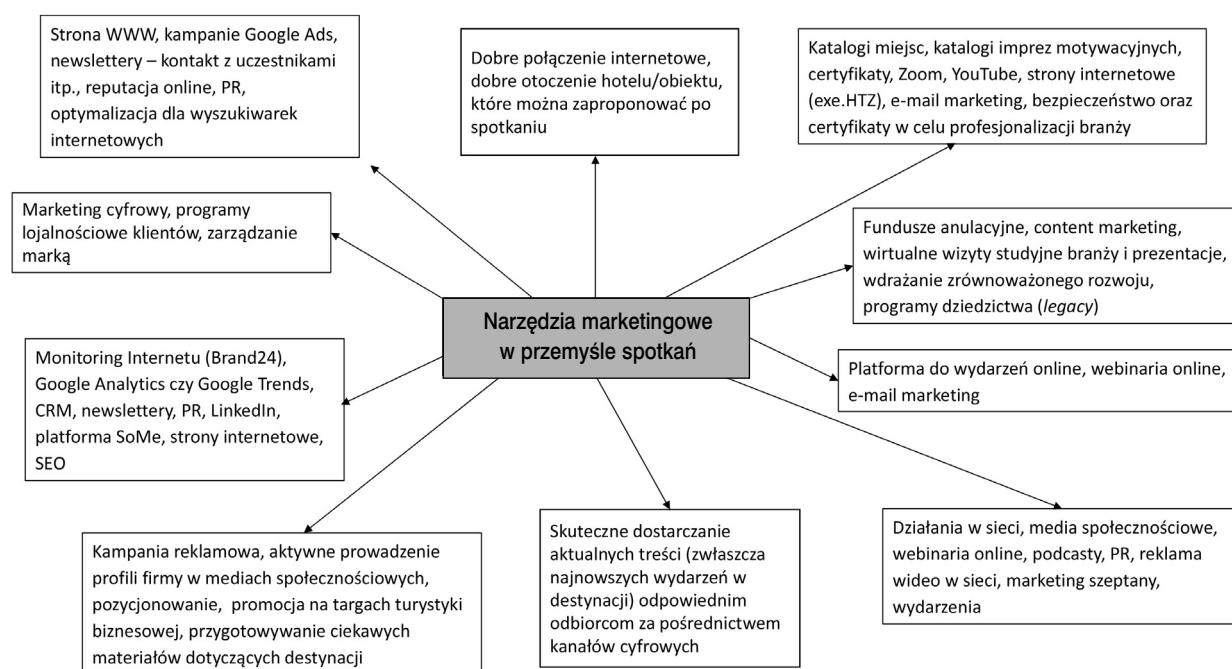 Strona WWW, kampanie Google Ads,
newslettery – kontakt z uczestnikami
itp., reputacja online, PR,
optymalizacja dla wyszukiwarek
internetowych
Dobre połączenie internetowe,
dobre otoczenie hotelu/obiektu,
które można zaproponować po
spotkaniu
Katalogi miejsc, katalogi imprez motywacyjnych,
certyfikaty, Zoom, YouTube, strony internetowe
(exe.HTZ), e-mail marketing, bezpieczeństwo oraz
certyfikaty w celu profesjonalizacji branży
Marketing cyfrowy, programy
lojalnościowe klientów, zarządzanie
marką
Fundusze anulacyjne, content marketing,
wirtualne wizyty studyjne branży i prezentacje,
wdrażanie zrównoważonego rozwoju,
programy dziedzictwa (legacy)
Narzędzia marketingowe
w przemyśle spotkań
Monitoring Internetu (Brand24),
Google Analytics czy Google Trends,
CRM, newslettery, PR, LinkedIn,
platforma SoMe, strony internetowe,
SEO
Platforma do wydarzeń online, webinaria online,
e-mail marketing
Kampania reklamowa, aktywne prowadzenie
profili firmy w mediach społecznościowych,
pozycjonowanie,  promocja na targach turystyki
biznesowej, przygotowywanie ciekawych
materiałów dotyczących destynacji
Skuteczne dostarczanie
aktualnych treści (zwłaszcza
najnowszych wydarzeń w
destynacji) odpowiednim
odbiorcom za pośrednictwem
kanałów cyfrowych
Działania w sieci, media społecznościowe,
webinaria online, podcasty, PR, reklama
wideo w sieci, marketing szeptany,
wydarzenia